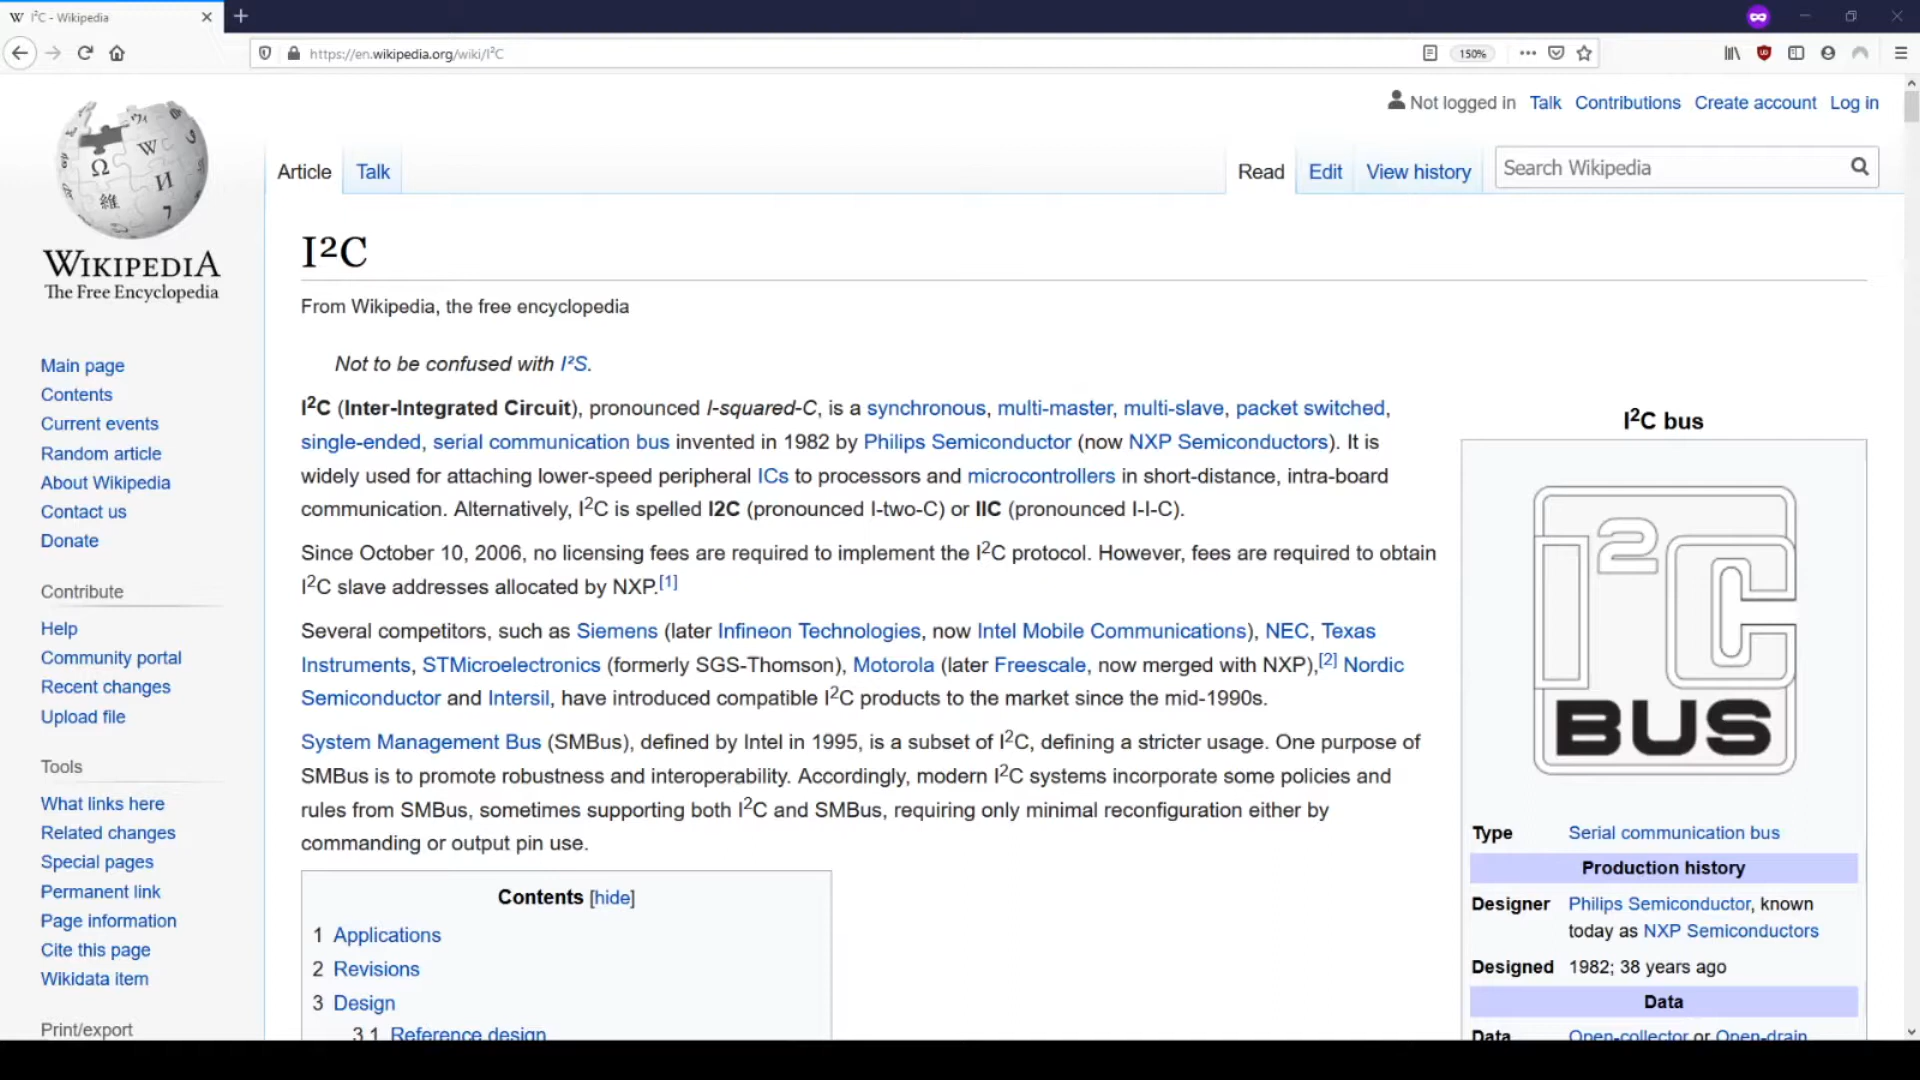 I²C - Wikipedia
https://en.wikipedia.org/wiki/I²C
150%
Not logged in Talk Contributions Create account Log in
Article Talk
Read Edit View history
Search Wikipedia
WIKIPEDIA
The Free Encyclopedia
Main page
Contents
Current events
Random article
About Wikipedia
Contact us
Donate
Contribute
Help
Community portal
Recent changes
Upload file
Tools
What links here
Related changes
Special pages
Permanent link
Page information
Cite this page
Wikidata item
Print/export
I²C
From Wikipedia, the free encyclopedia
Not to be confused with I²S.
I²C (Inter-Integrated Circuit), pronounced I-squared-C, is a synchronous, multi-master, multi-slave, packet switched,
single-ended, serial communication bus invented in 1982 by Philips Semiconductor (now NXP Semiconductors). It is
widely used for attaching lower-speed peripheral ICs to processors and microcontrollers in short-distance, intra-board
communication. Alternatively, I²C is spelled I2C (pronounced I-two-C) or IIC (pronounced I-I-C).
Since October 10, 2006, no licensing fees are required to implement the I²C protocol. However, fees are required to obtain
I²C slave addresses allocated by NXP.[1]
Several competitors, such as Siemens (later Infineon Technologies, now Intel Mobile Communications), NEC, Texas
Instruments, STMicroelectronics (formerly SGS-Thomson), Motorola (later Freescale, now merged with NXP),[2] Nordic
Semiconductor and Intersil, have introduced compatible I²C products to the market since the mid-1990s.
System Management Bus (SMBus), defined by Intel in 1995, is a subset of I²C, defining a stricter usage. One purpose of
SMBus is to promote robustness and interoperability. Accordingly, modern I²C systems incorporate some policies and
rules from SMBus, sometimes supporting both I²C and SMBus, requiring only minimal reconfiguration either by
commanding or output pin use.
Contents [hide]
1 Applications
2 Revisions
3 Design
3.1 Reference design
I²C bus
I²C
BUS
Type Serial communication bus
Production history
Designer Philips Semiconductor, known
today as NXP Semiconductors
Designed 1982; 38 years ago
Data
Data Open-collector or Open-drain